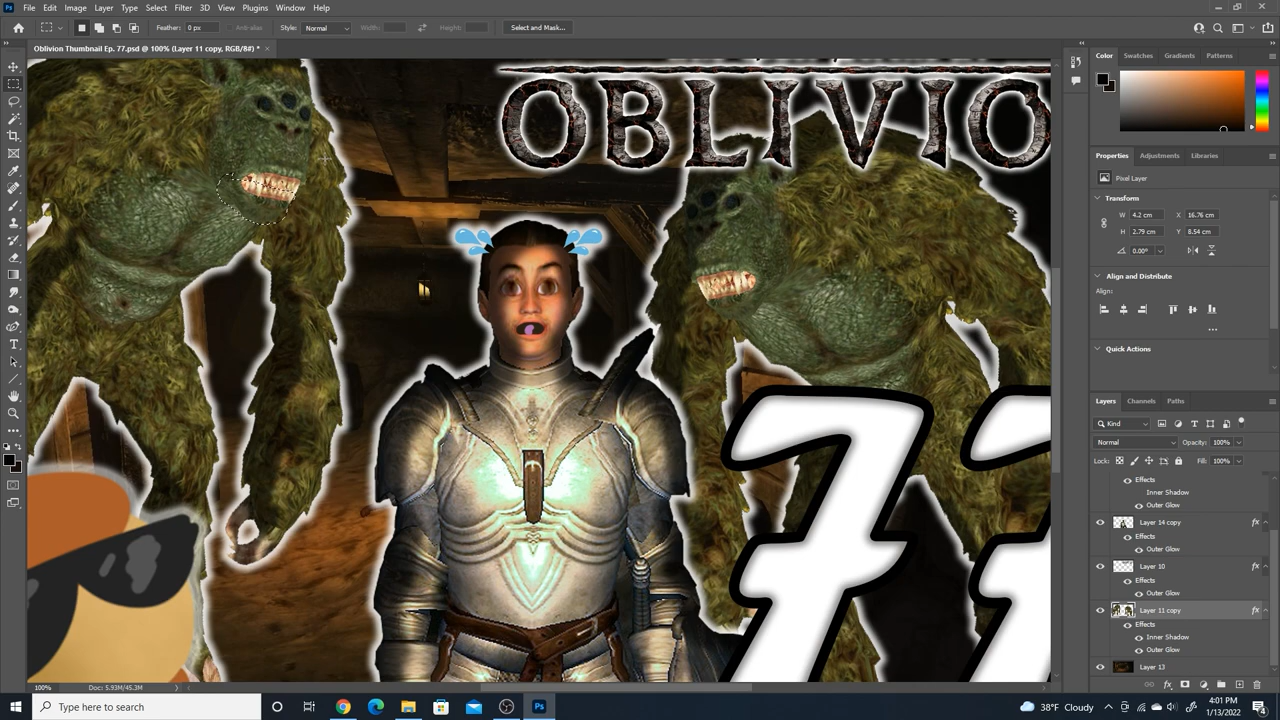 Ps File Edit Image Layer Type Select Filter 3D View Plugins Window Help
Feather: 0 px Anti-alias Style: Normal Width: Height: Select and Mask...
Oblivion Thumbnail Ep. 77.psd @ 100% (Layer 11 copy, RGB/8#) * ×
OBLIVIO
77
Color Swatches Gradients Patterns
Properties Adjustments Libraries
Pixel Layer
Transform
W 4.2 cm X 16.76 cm
H 2.79 cm Y 8.54 cm
0.00°
Align and Distribute
Align:
Quick Actions
Layers Channels Paths
Kind
Normal Opacity: 100%
Lock: Fill: 100%
Effects
Inner Shadow
Outer Glow
Layer 14 copy fx
Effects
Outer Glow
Layer 10 fx
Effects
Outer Glow
Layer 11 copy fx
Effects
Inner Shadow
Outer Glow
Layer 13
100% Doc: 5.93M/45.3M
Type here to search
Ps
38°F Cloudy
4:01 PM
1/13/2022